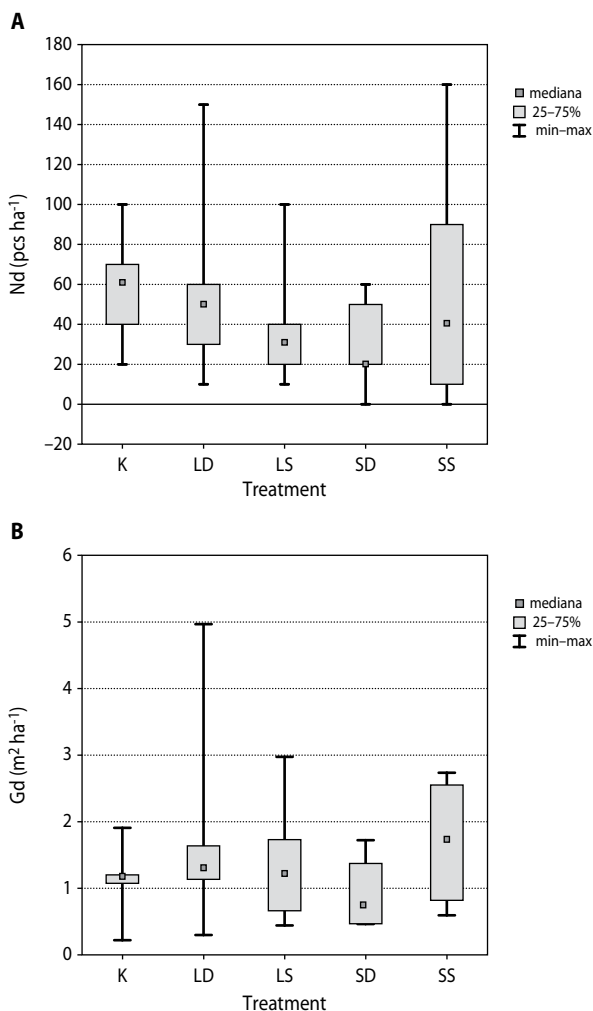 A
180
160
140
120
100
80
60
40
20
0
–20
Nd (pcs ha-1)
K LD LS SD SS
Treatment
mediana
25–75%
min–max
B
6
5
4
3
2
1
0
Gd (m2 ha-1)
K LD LS SD SS
Treatment
mediana
25–75%
min–max